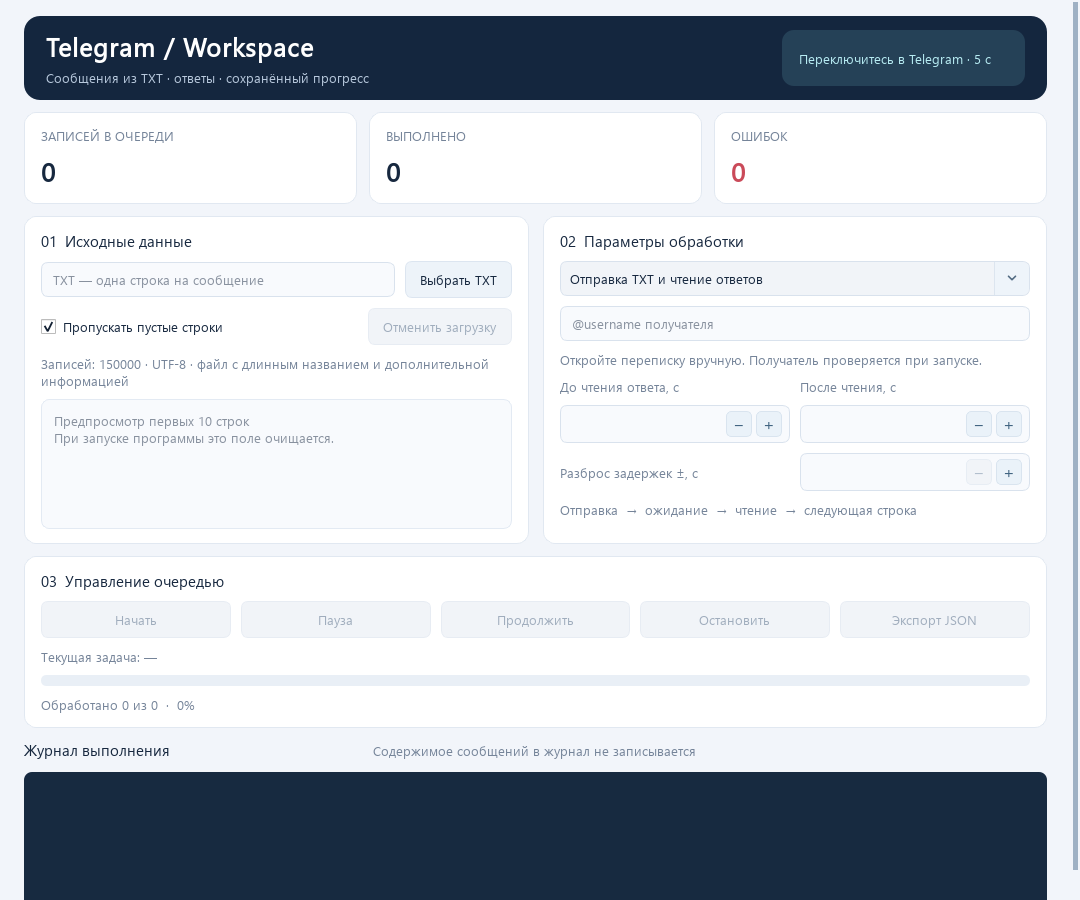 Telegram / Workspace
Сообщения из TXT · ответы · сохранённый прогресс
Переключитесь в Telegram · 5 с
ЗАПИСЕЙ В ОЧЕРЕДИ
0
ВЫПОЛНЕНО
0
ОШИБОК
0
01 Исходные данные
TXT — одна строка на сообщение
Выбрать TXT
Пропускать пустые строки
Отменить загрузку
Записей: 150000 · UTF-8 · файл с длинным названием и дополнительной
информацией
Предпросмотр первых 10 строк
При запуске программы это поле очищается.
02 Параметры обработки
Отправка TXT и чтение ответов
@username получателя
Откройте переписку вручную. Получатель проверяется при запуске.
До чтения ответа, с
После чтения, с
− +
− +
Разброс задержек ±, с
− +
Отправка → ожидание → чтение → следующая строка
03 Управление очередью
Начать
Пауза
Продолжить
Остановить
Экспорт JSON
Текущая задача: —
Обработано 0 из 0 · 0%
Журнал выполнения
Содержимое сообщений в журнал не записывается